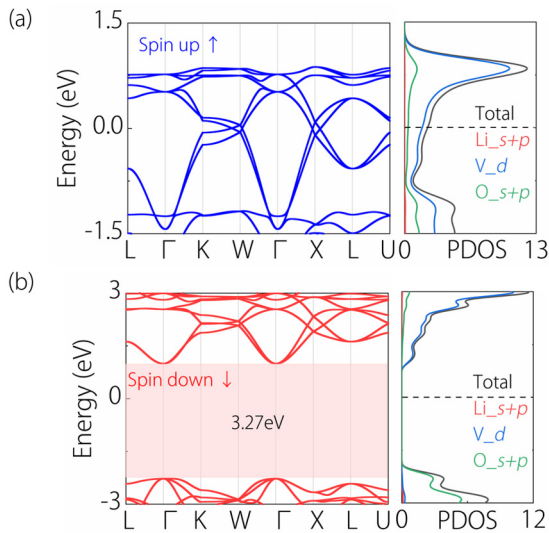 (a)
1.5
Spin up ↑
Energy (eV)
0.0
-1.5
L Γ K W Γ X L U
Total
Li_s+p
V_d
O_s+p
0 PDOS 13
(b)
3
Spin down ↓
Energy (eV)
0
3.27eV
-3
L Γ K W Γ X L U
Total
Li_s+p
V_d
O_s+p
0 PDOS 12